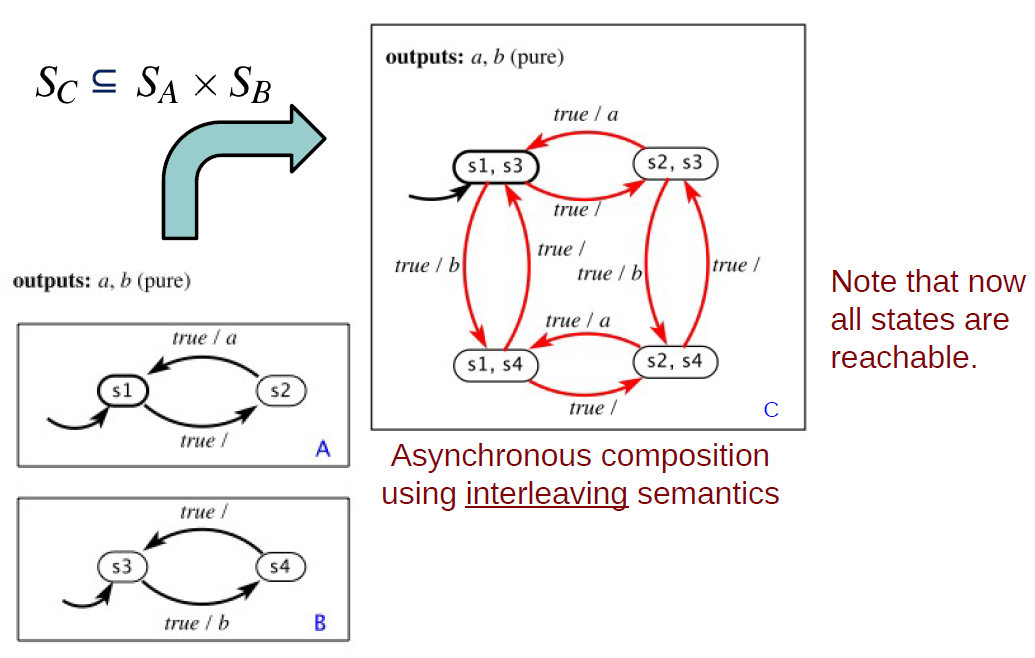 S_C ⊆ S_A × S_B
outputs: a, b (pure)
true / a
s1
s2
true /
A
true /
s3
s4
true / b
B
outputs: a, b (pure)
true / a
s1, s3
s2, s3
true /
true / b
true /
true / b
true /
true / a
s1, s4
s2, s4
true /
C
Asynchronous composition
using interleaving semantics
Note that now
all states are
reachable.